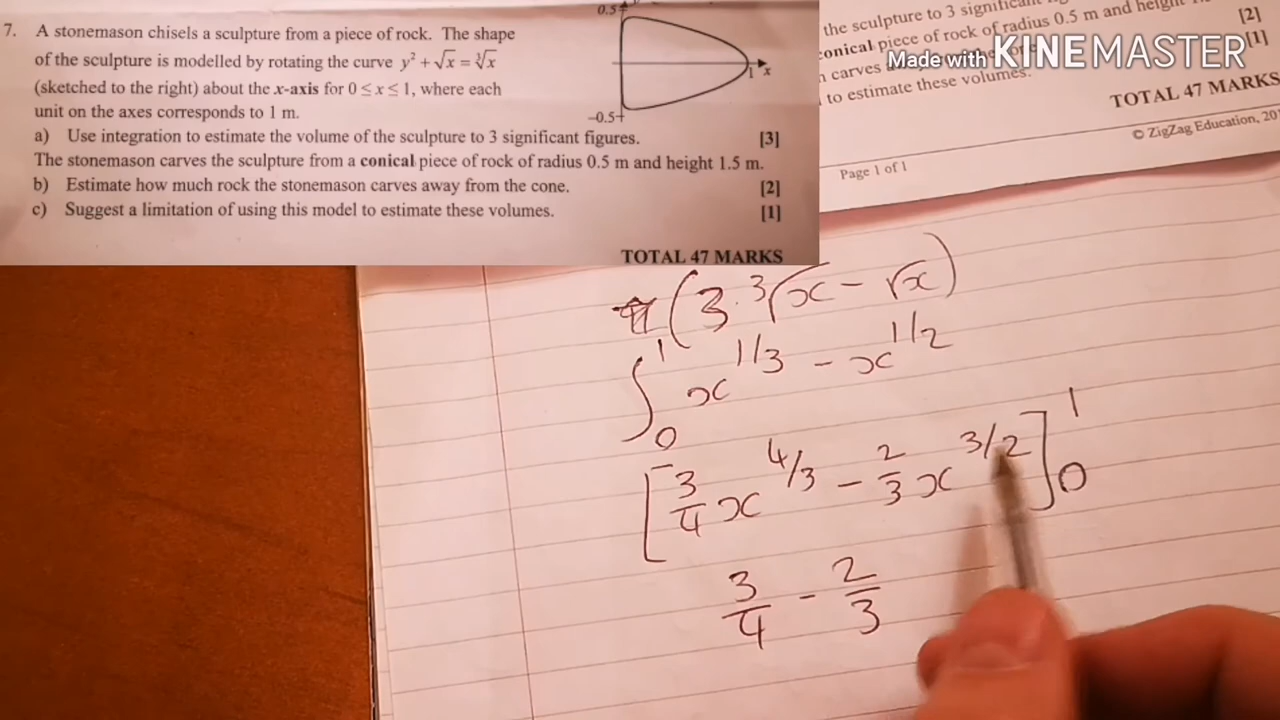 7. A stonemason chisels a sculpture from a piece of rock. The shape
of the sculpture is modelled by rotating the curve y² + √x = ∛x
(sketched to the right) about the x-axis for 0 ≤ x ≤ 1, where each
unit on the axes corresponds to 1 m.
0.5
1 x
–0.5
a) Use integration to estimate the volume of the sculpture to 3 significant figures. [3]
The stonemason carves the sculpture from a conical piece of rock of radius 0.5 m and height 1.5 m.
b) Estimate how much rock the stonemason carves away from the cone. [2]
c) Suggest a limitation of using this model to estimate these volumes. [1]
TOTAL 47 MARKS
the sculpture to 3 significant
conical piece of rock of radius 0.5 m and height
[2]
carves
[1]
to estimate these volumes.
TOTAL 47 MARKS
© ZigZag Education, 201
Page 1 of 1
Made with KINEMASTER
π(3·³√x − √x)
∫₀¹ x^1/3 − x^1/2
[3/4 x^4/3 − 2/3 x^3/2]₀¹
3/4 − 2/3